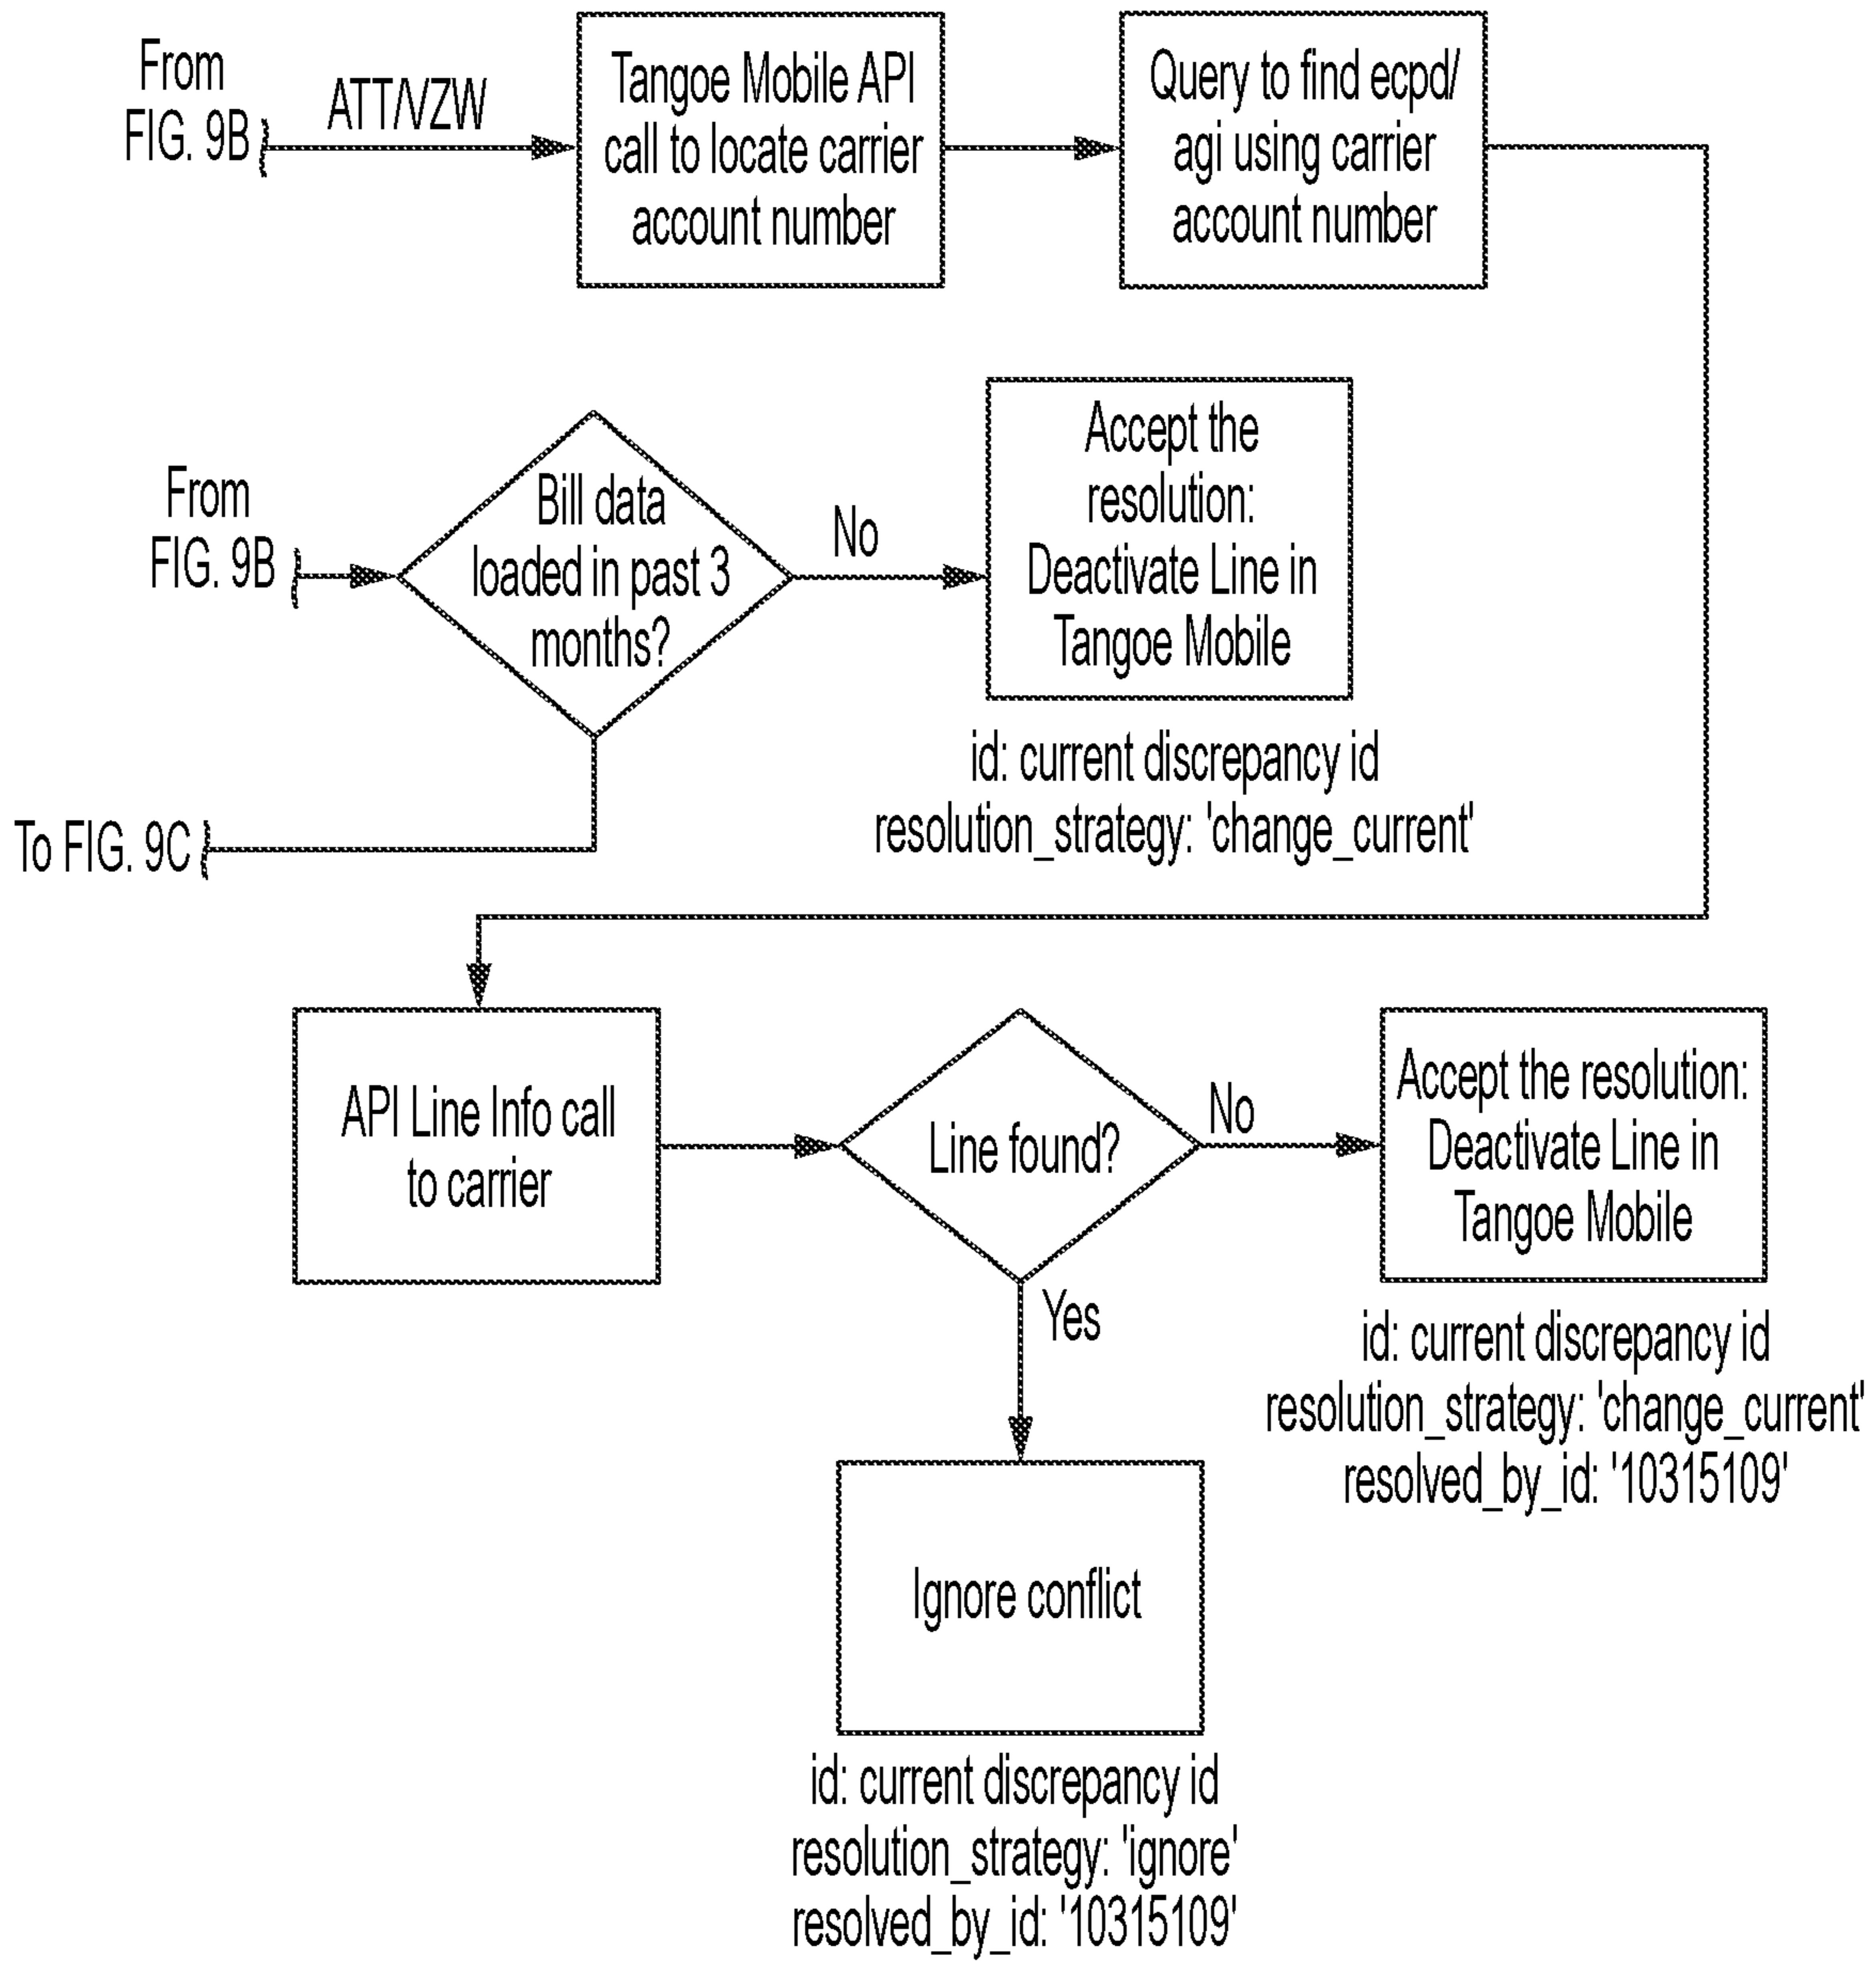 From
FIG. 9B
ATT/VZW
Tangoe Mobile API
call to locate carrier
account number
Query to find ecpd/
agi using carrier
account number
From
FIG. 9B
Bill data
loaded in past 3
months?
No
Accept the
resolution:
Deactivate Line in
Tangoe Mobile
id: current discrepancy id
resolution_strategy: 'change_current'
To FIG. 9C
API Line Info call
to carrier
Line found?
No
Accept the resolution:
Deactivate Line in
Tangoe Mobile
id: current discrepancy id
resolution_strategy: 'change_current'
resolved_by_id: '10315109'
Yes
Ignore conflict
id: current discrepancy id
resolution_strategy: 'ignore'
resolved_by_id: '10315109'